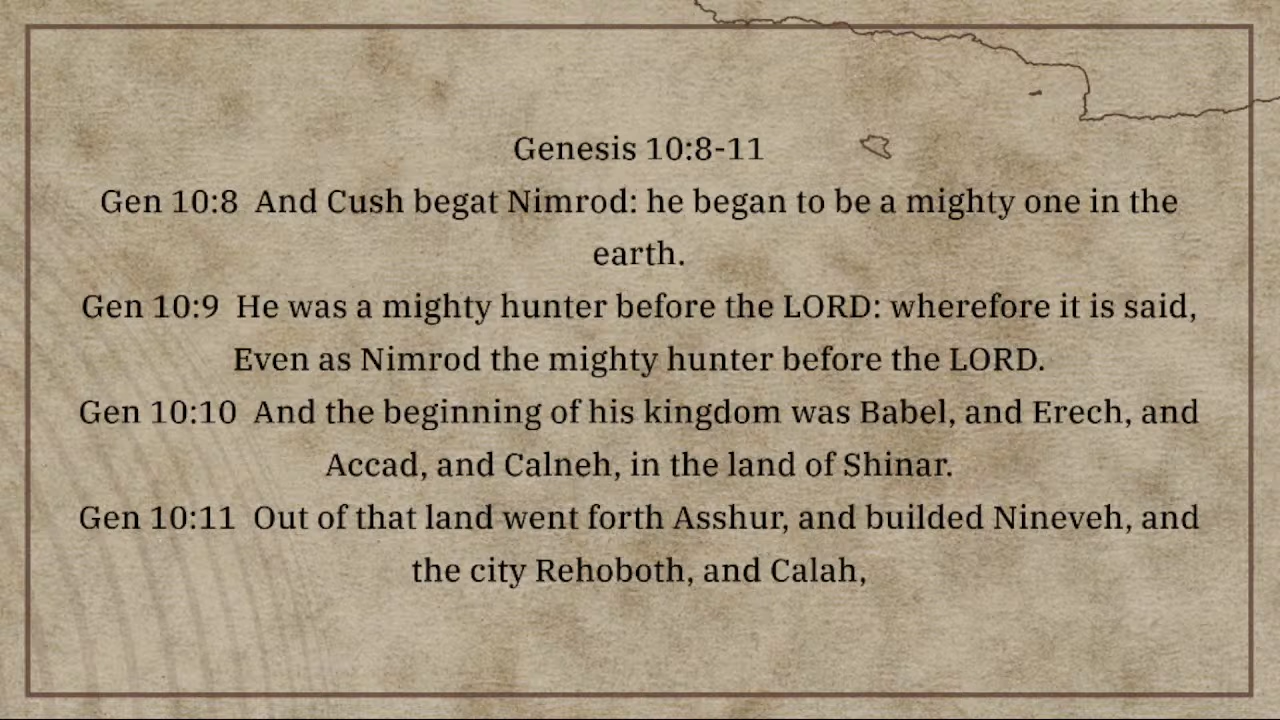 Genesis 10:8-11
Gen 10:8  And Cush begat Nimrod: he began to be a mighty one in the
earth.
Gen 10:9  He was a mighty hunter before the LORD: wherefore it is said,
Even as Nimrod the mighty hunter before the LORD.
Gen 10:10  And the beginning of his kingdom was Babel, and Erech, and
Accad, and Calneh, in the land of Shinar.
Gen 10:11  Out of that land went forth Asshur, and builded Nineveh, and
the city Rehoboth, and Calah,